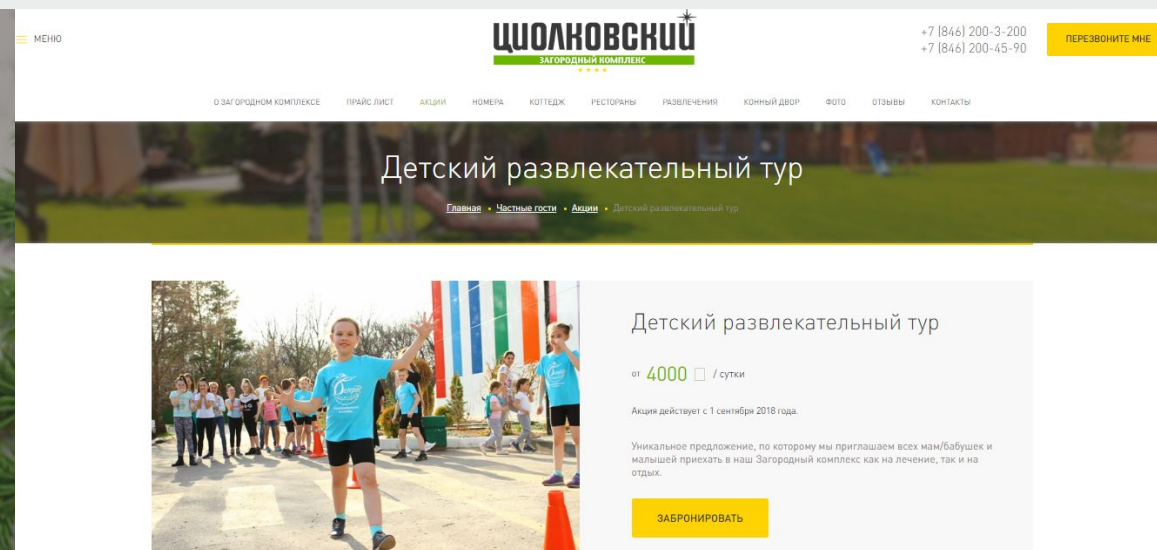 МЕНЮ
ЦИОЛКОВСКИЙ
ЗАГОРОДНЫЙ КОМПЛЕКС
+7 (846) 200-3-200
+7 (846) 200-45-90
ПЕРЕЗВОНИТЕ МНЕ
О ЗАГОРОДНОМ КОМПЛЕКСЕ ПРАЙС ЛИСТ АКЦИИ НОМЕРА КОТТЕДЖ РЕСТОРАНЫ РАЗВЛЕЧЕНИЯ КОННЫЙ ДВОР ФОТО ОТЗЫВЫ КОНТАКТЫ
Детский развлекательный тур
Главная • Частные гости • Акции • Детский развлекательный тур
Детский развлекательный тур
от 4000 / сутки
Акция действует с 1 сентября 2018 года.
Уникальное предложение, по которому мы приглашаем всех мам/бабушек и
малышей приехать в наш Загородный комплекс как на лечение, так и на
отдых.
ЗАБРОНИРОВАТЬ